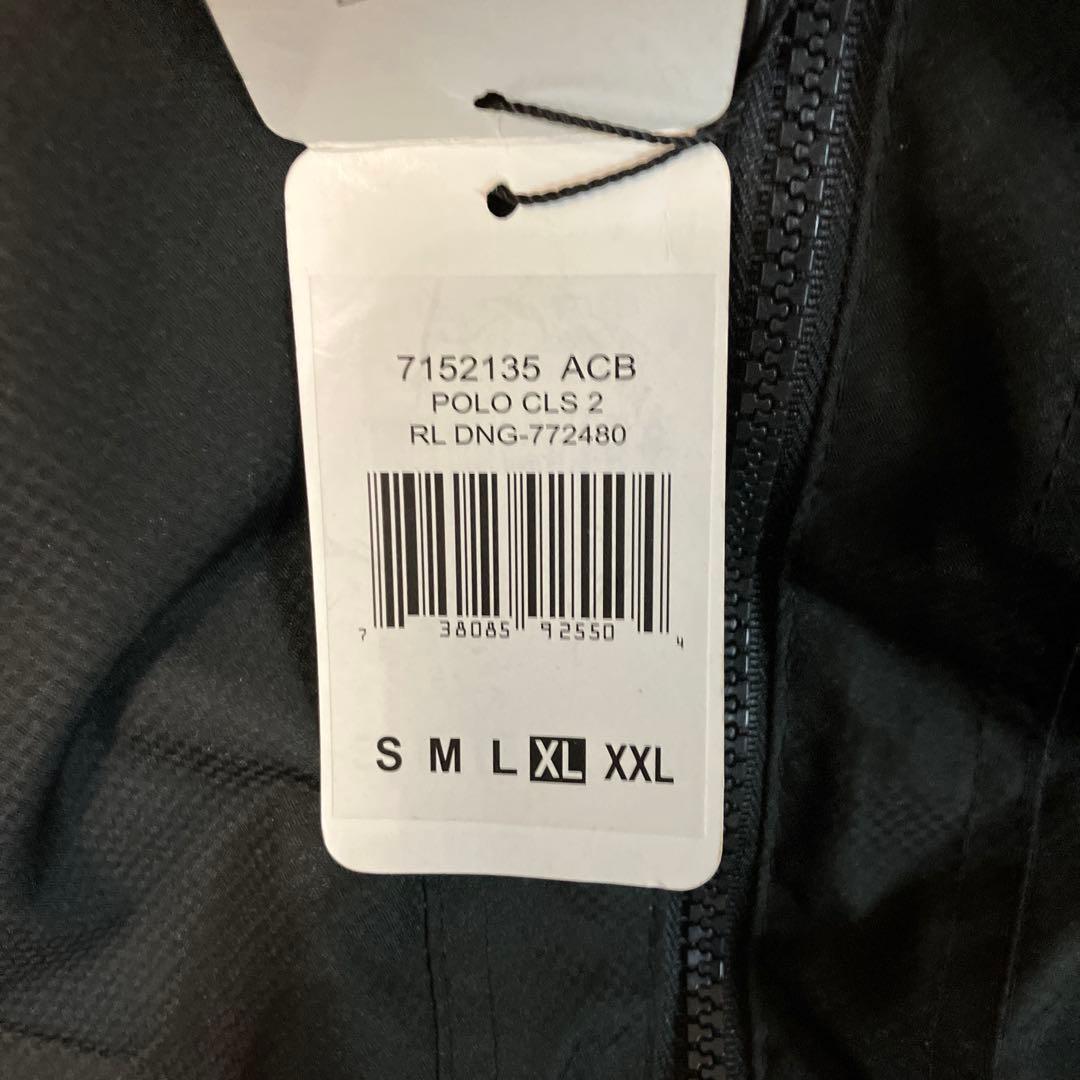 7152135 ACB
POLO CLS 2
RL DNG-772480
7 38085 92550 4
S M L XL XXL